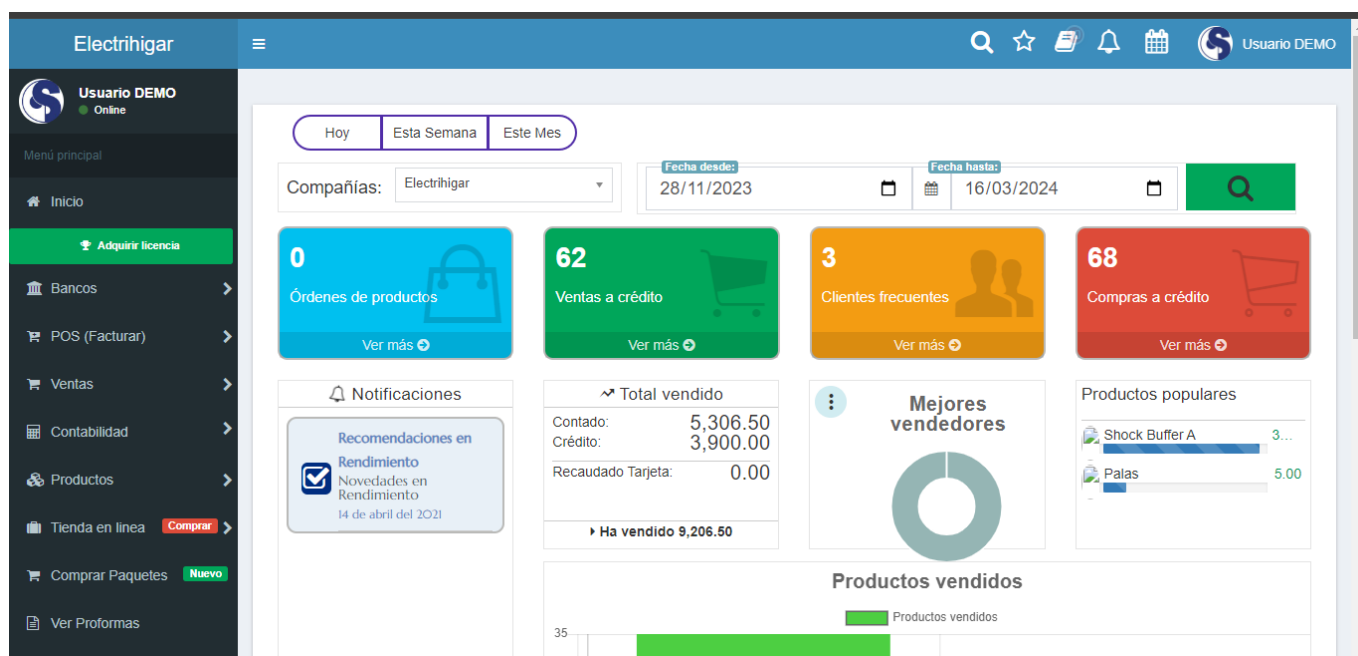 Electrihigar
Usuario DEMO
Usuario DEMO
Online
Menú principal
Inicio
Adquirir licencia
Bancos
POS (Facturar)
Ventas
Contabilidad
Productos
Tienda en linea Comprar
Comprar Paquetes Nuevo
Ver Proformas
Hoy Esta Semana Este Mes
Compañías: Electrihigar
Fecha desde: Fecha hasta:
28/11/2023 16/03/2024
0
Órdenes de productos
Ver más
62
Ventas a crédito
Ver más
3
Clientes frecuentes
Ver más
68
Compras a crédito
Ver más
Notificaciones
Recomendaciones en
Rendimiento
Novedades en
Rendimiento
14 de abril del 2021
Total vendido
Contado: 5,306.50
Crédito: 3,900.00
Recaudado Tarjeta: 0.00
Ha vendido 9,206.50
Mejores
vendedores
Productos populares
Shock Buffer A 3...
Palas 5.00
Productos vendidos
Productos vendidos
35